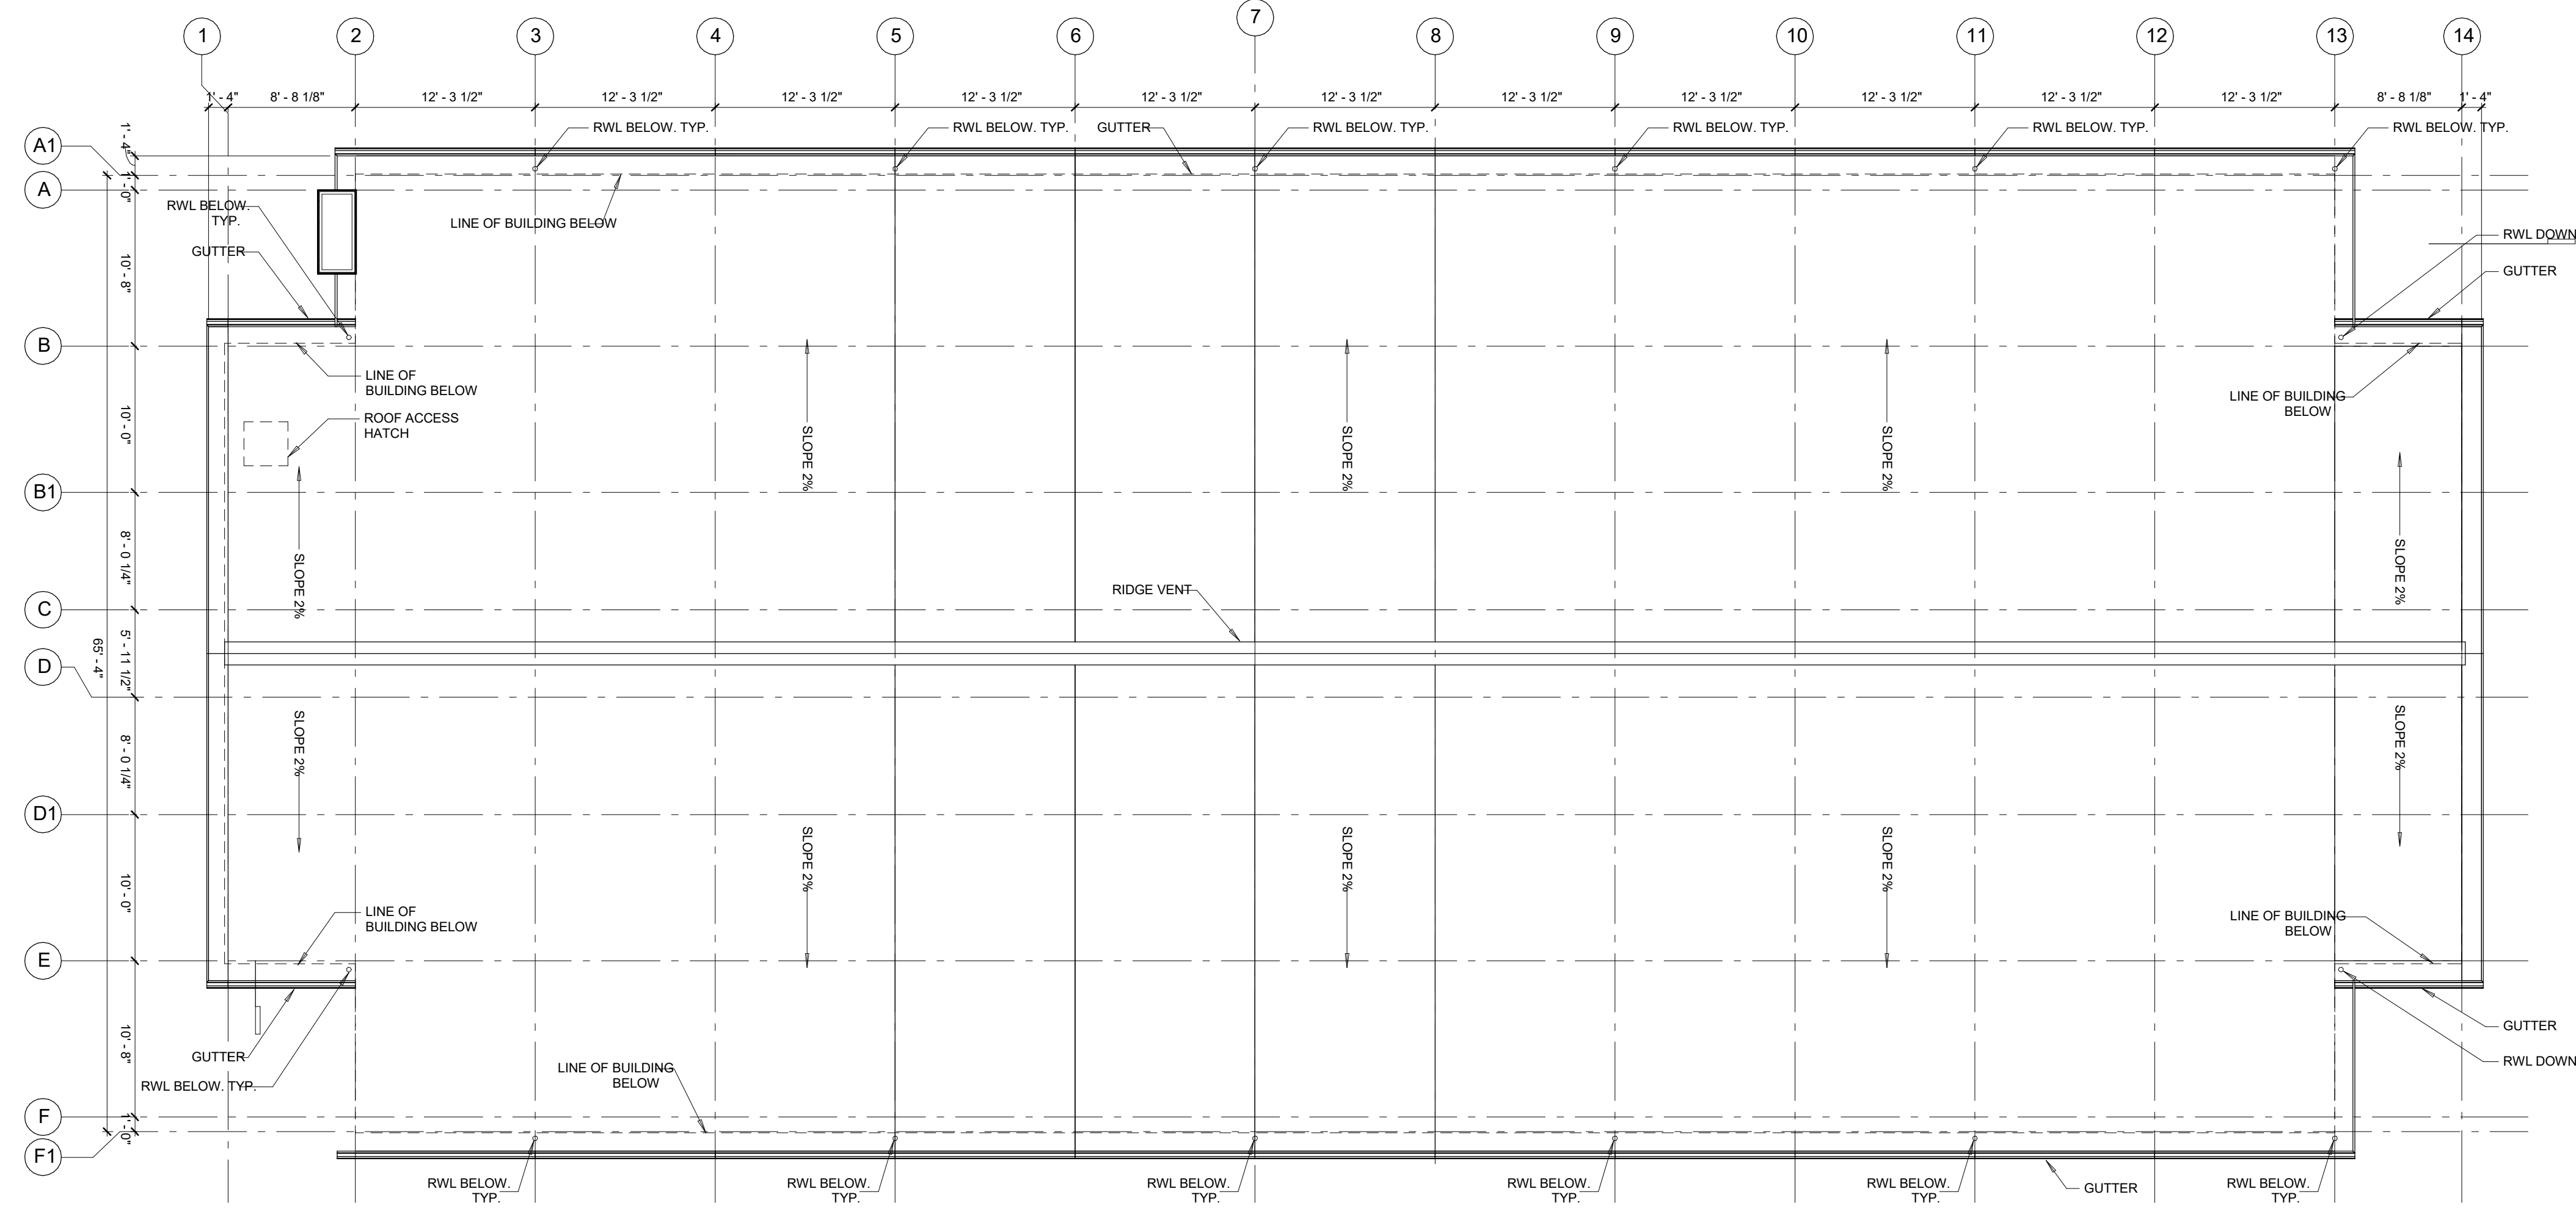 1
2
3
4
5
6
7
8
9
10
11
12
13
14
1' - 4"
8' - 8 1/8"
12' - 3 1/2"
12' - 3 1/2"
12' - 3 1/2"
12' - 3 1/2"
12' - 3 1/2"
12' - 3 1/2"
12' - 3 1/2"
12' - 3 1/2"
12' - 3 1/2"
12' - 3 1/2"
12' - 3 1/2"
8' - 8 1/8"
1' - 4"
RWL BELOW. TYP.
RWL BELOW. TYP.
GUTTER
RWL BELOW. TYP.
RWL BELOW. TYP.
RWL BELOW. TYP.
RWL BELOW. TYP.
1' - 4"
A1
1' - 0"
A
RWL BELOW.
TYP.
LINE OF BUILDING BELOW
GUTTER
10' - 8"
RWL DOWN
GUTTER
B
LINE OF
BUILDING BELOW
ROOF ACCESS
HATCH
10' - 0"
LINE OF BUILDING
BELOW
SLOPE 2%
SLOPE 2%
SLOPE 2%
B1
8' - 0 1/4"
SLOPE 2%
SLOPE 2%
RIDGE VENT
C
5' - 11 1/2"
65' - 4"
D
SLOPE 2%
SLOPE 2%
8' - 0 1/4"
D1
SLOPE 2%
SLOPE 2%
SLOPE 2%
10' - 0"
LINE OF
BUILDING BELOW
LINE OF BUILDING
BELOW
E
10' - 8"
GUTTER
RWL BELOW. TYP.
LINE OF BUILDING
BELOW
GUTTER
RWL DOWN
F
1' - 0"
F1
RWL BELOW.
TYP.
RWL BELOW.
TYP.
RWL BELOW.
TYP.
RWL BELOW.
TYP.
RWL BELOW.
TYP.
GUTTER
RWL BELOW.
TYP.